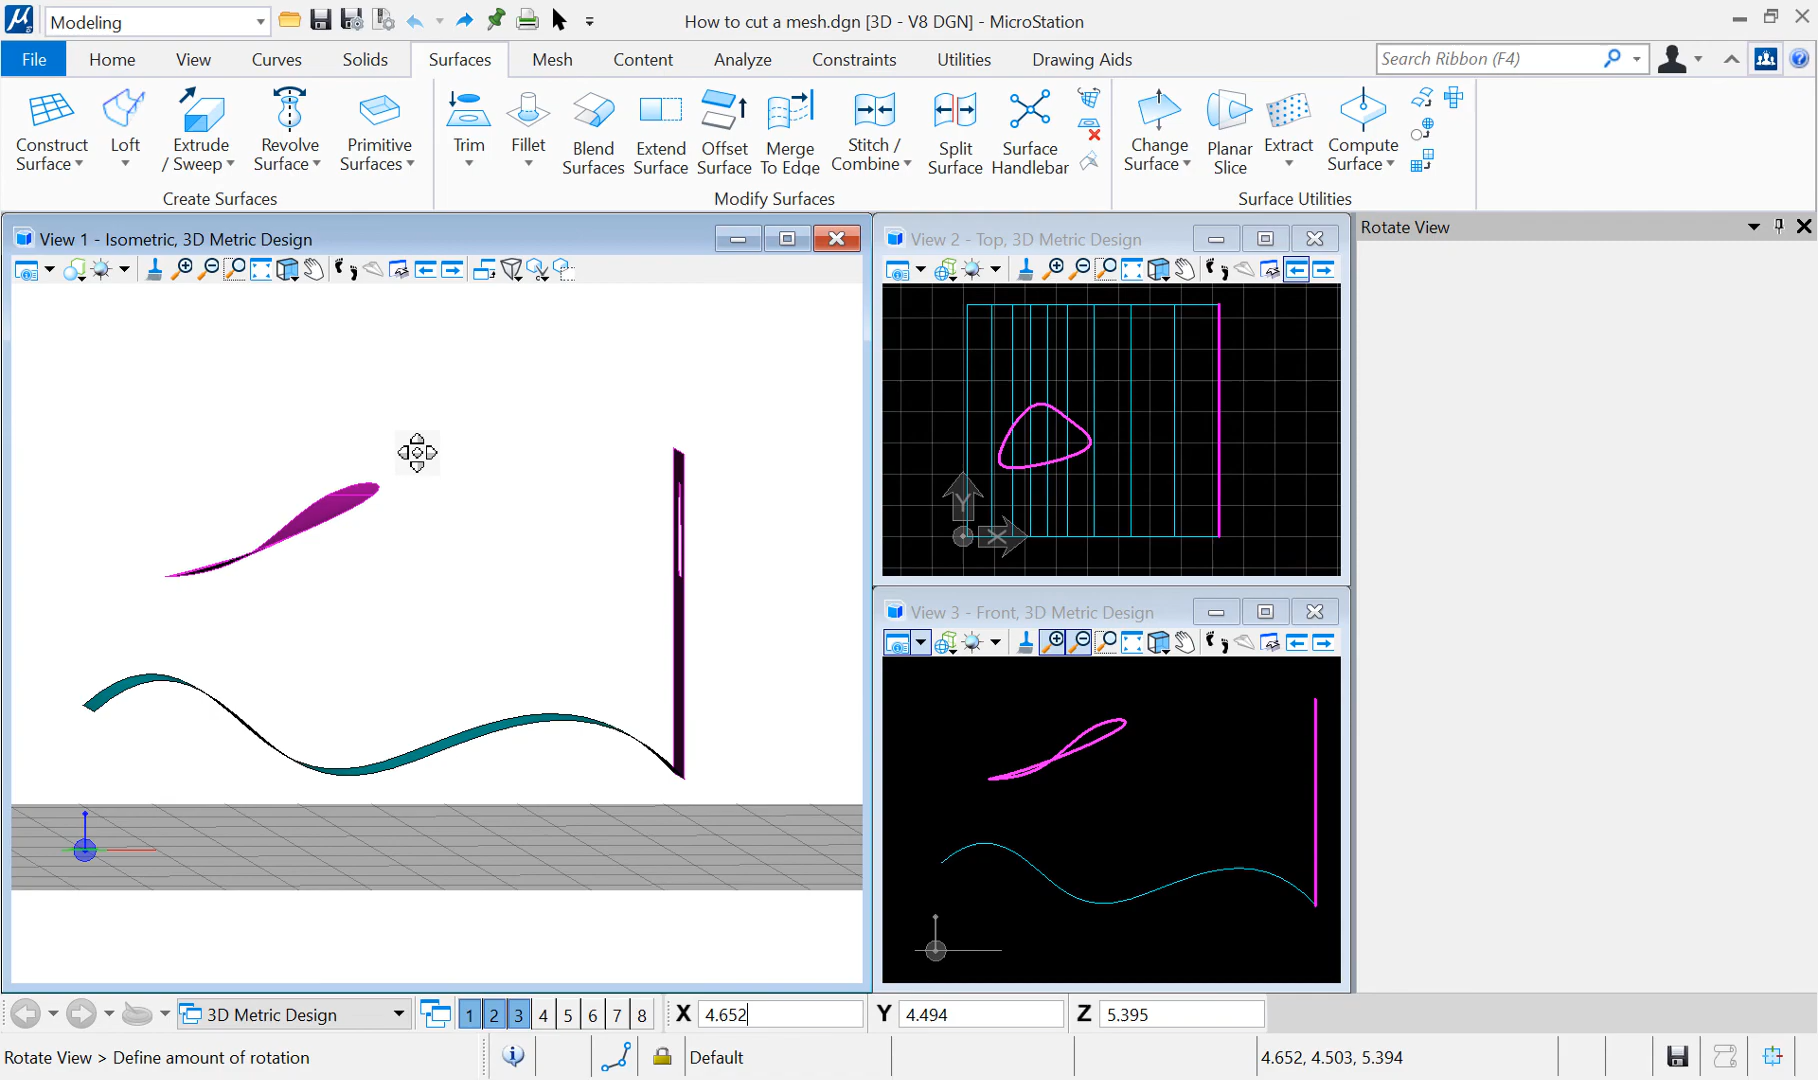 Modeling
How to cut a mesh.dgn [3D - V8 DGN] - MicroStation
File Home View Curves Solids Surfaces Mesh Content Analyze Constraints Utilities Drawing Aids
Search Ribbon (F4)
Construct Surface
Loft
Extrude / Sweep
Revolve Surface
Primitive Surfaces
Trim
Fillet
Blend Surfaces
Extend Surface
Offset Surface
Merge To Edge
Stitch / Combine
Split Surface
Surface Handlebar
Change Surface
Planar Slice
Extract
Compute Surface
Create Surfaces
Modify Surfaces
Surface Utilities
View 1 - Isometric, 3D Metric Design
View 2 - Top, 3D Metric Design
Rotate View
Y
X
View 3 - Front, 3D Metric Design
3D Metric Design
1 2 3 4 5 6 7 8
X 4.652
Y 4.494
Z 5.395
Rotate View > Define amount of rotation
Default
4.652, 4.503, 5.394